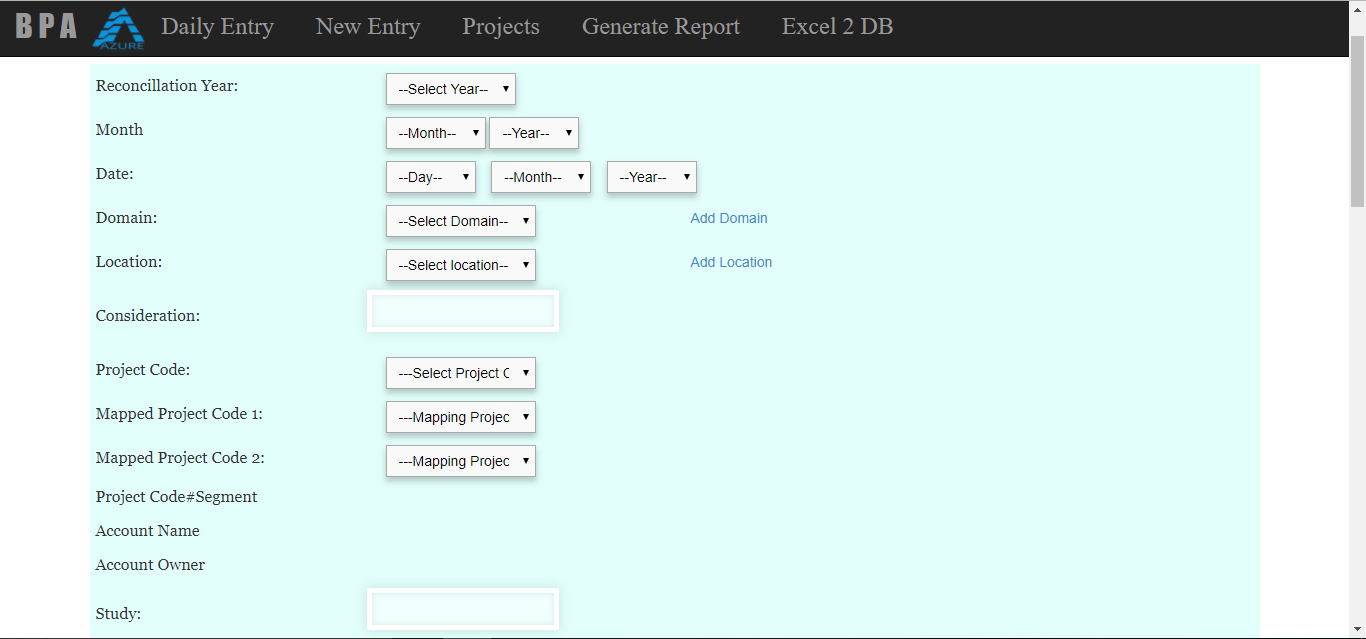 BPA AZURE Daily Entry New Entry Projects Generate Report Excel 2 DB
Reconcillation Year: --Select Year--
Month --Month-- --Year--
Date: --Day-- --Month-- --Year--
Domain: --Select Domain-- Add Domain
Location: --Select location-- Add Location
Consideration:
Project Code: ---Select Project C
Mapped Project Code 1: ---Mapping Projec
Mapped Project Code 2: ---Mapping Projec
Project Code#Segment
Account Name
Account Owner
Study: